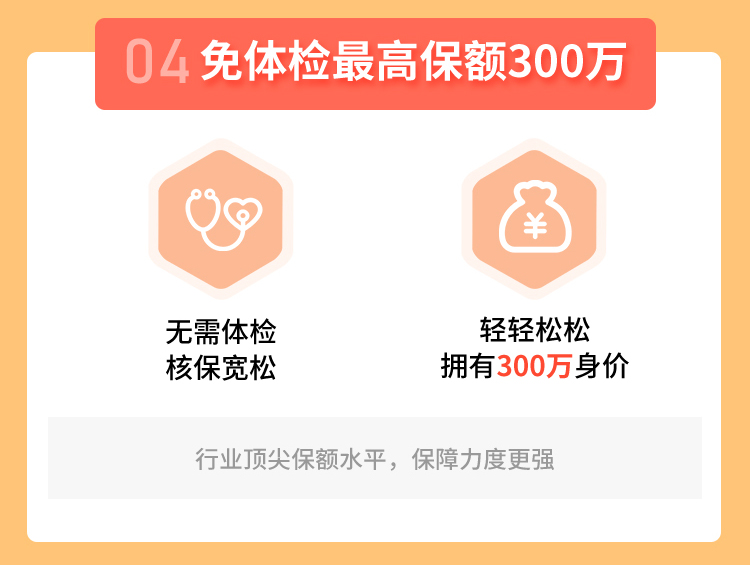 04 免体检最高保额300万
无需体检
核保宽松
轻轻松松
拥有300万身价
行业顶尖保额水平，保障力度更强